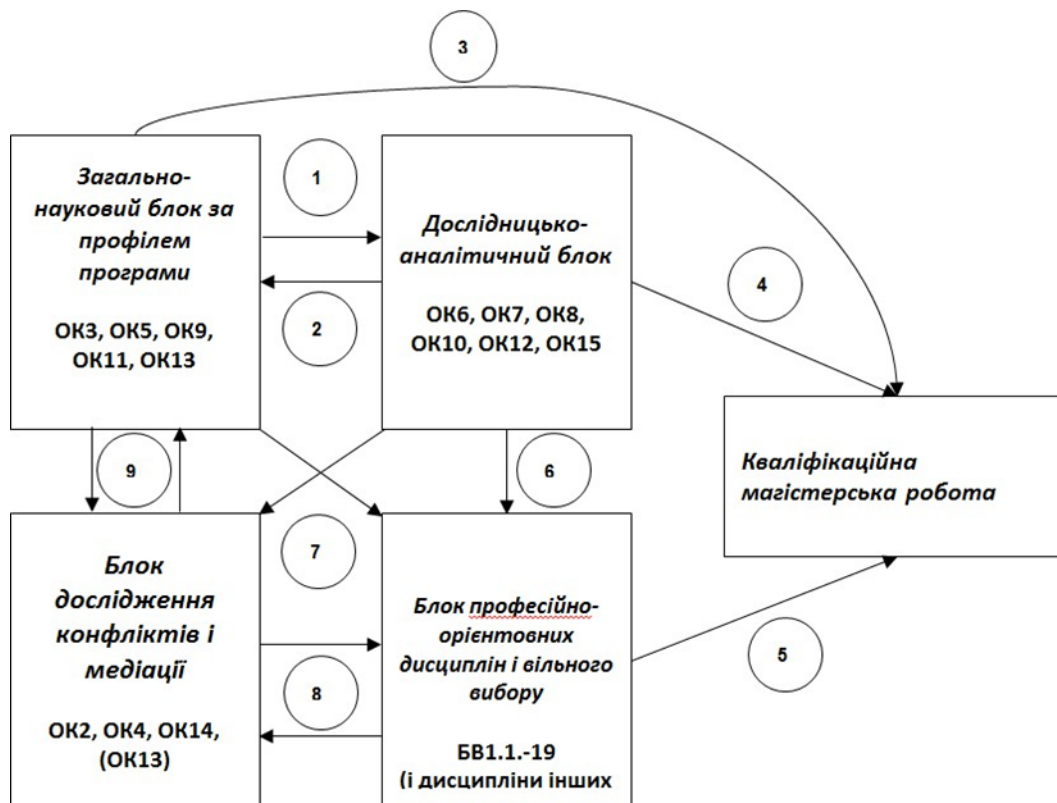 3
Загально-
науковий блок за
профілем
програми
ОК3, ОК5, ОК9,
ОК11, ОК13
1
2
Дослідницько-
аналітичний блок
ОК6, ОК7, ОК8,
ОК10, ОК12, ОК15
4
Кваліфікаційна
магістерська робота
9
6
Блок
дослідження
конфліктів і
медіації
ОК2, ОК4, ОК14,
(ОК13)
7
8
Блок професійно-
орієнтовних
дисциплін і вільного
вибору
БВ1.1.-19
(і дисципліни інших
5